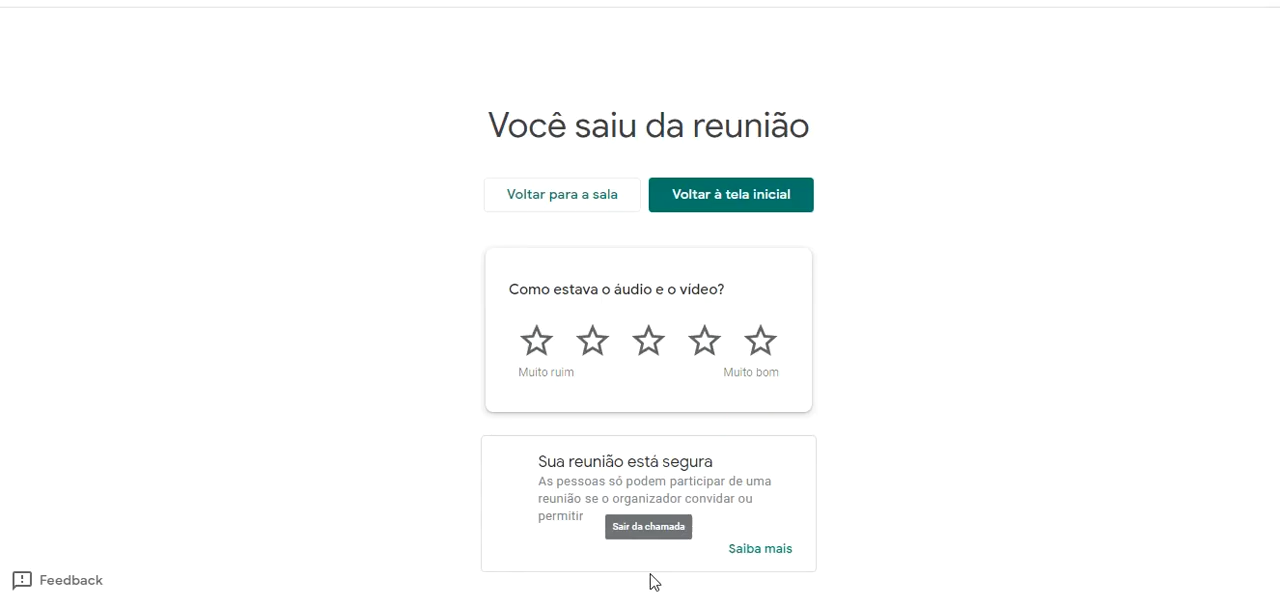 Você saiu da reunião
Voltar para a sala
Voltar à tela inicial
Como estava o áudio e o vídeo?
Muito ruim
Muito bom
Sua reunião está segura
As pessoas só podem participar de uma
reunião se o organizador convidar ou
permitir
Sair da chamada
Saiba mais
Feedback